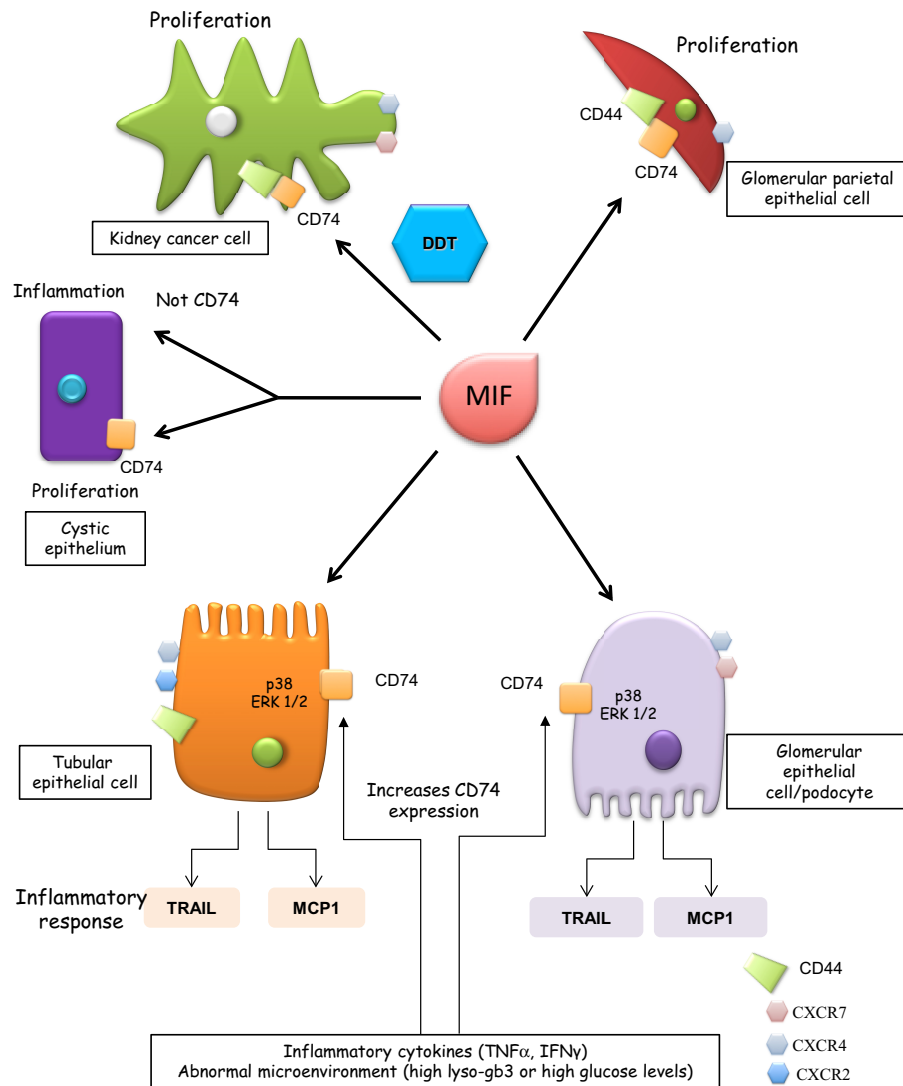 Proliferation
Proliferation
CD44
CD74
Glomerular parietal
epithelial cell
CD74
Kidney cancer cell
DDT
Inflammation
Not CD74
MIF
CD74
Proliferation
Cystic
epithelium
p38
ERK 1/2
CD74
CD74
p38
ERK 1/2
Tubular
epithelial cell
Increases CD74
expression
Glomerular
epithelial
cell/podocyte
Inflammatory
response
TRAIL
MCP1
TRAIL
MCP1
CD44
CXCR7
CXCR4
CXCR2
Inflammatory cytokines (TNFα, IFNγ)
Abnormal microenvironment (high lyso-gb3 or high glucose levels)